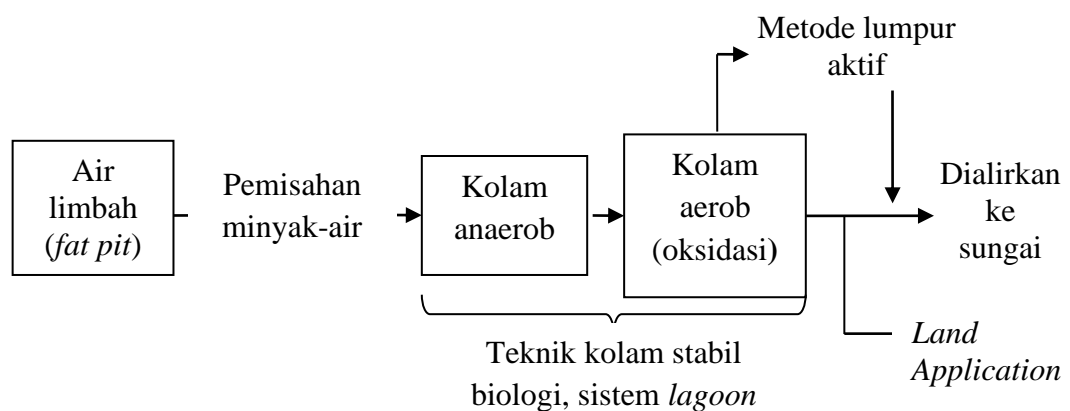 Metode lumpur
aktif
Air
limbah
(fat pit)
Pemisahan
minyak-air
Kolam
anaerob
Kolam
aerob
(oksidasi)
Dialirkan
ke
sungai
Teknik kolam stabil
biologi, sistem lagoon
Land
Application